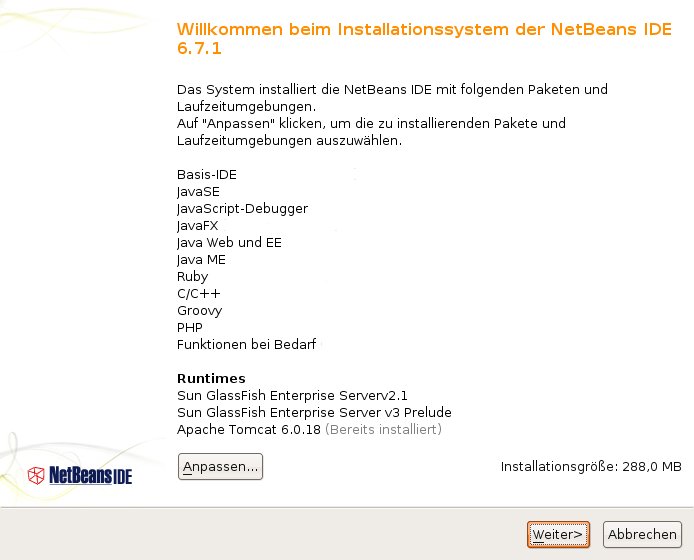 Willkommen beim Installationssystem der NetBeans IDE
6.7.1
Das System installiert die NetBeans IDE mit folgenden Paketen und
Laufzeitumgebungen.
Auf "Anpassen" klicken, um die zu installierenden Pakete und
Laufzeitumgebungen auszuwählen.
Basis-IDE
JavaSE
JavaScript-Debugger
JavaFX
Java Web und EE
Java ME
Ruby
C/C++
Groovy
PHP
Funktionen bei Bedarf
Runtimes
Sun GlassFish Enterprise Serverv2.1
Sun GlassFish Enterprise Server v3 Prelude
Apache Tomcat 6.0.18 (Bereits installiert)
NetBeans IDE
Anpassen...
Installationsgröße: 288,0 MB
Weiter>
Abbrechen